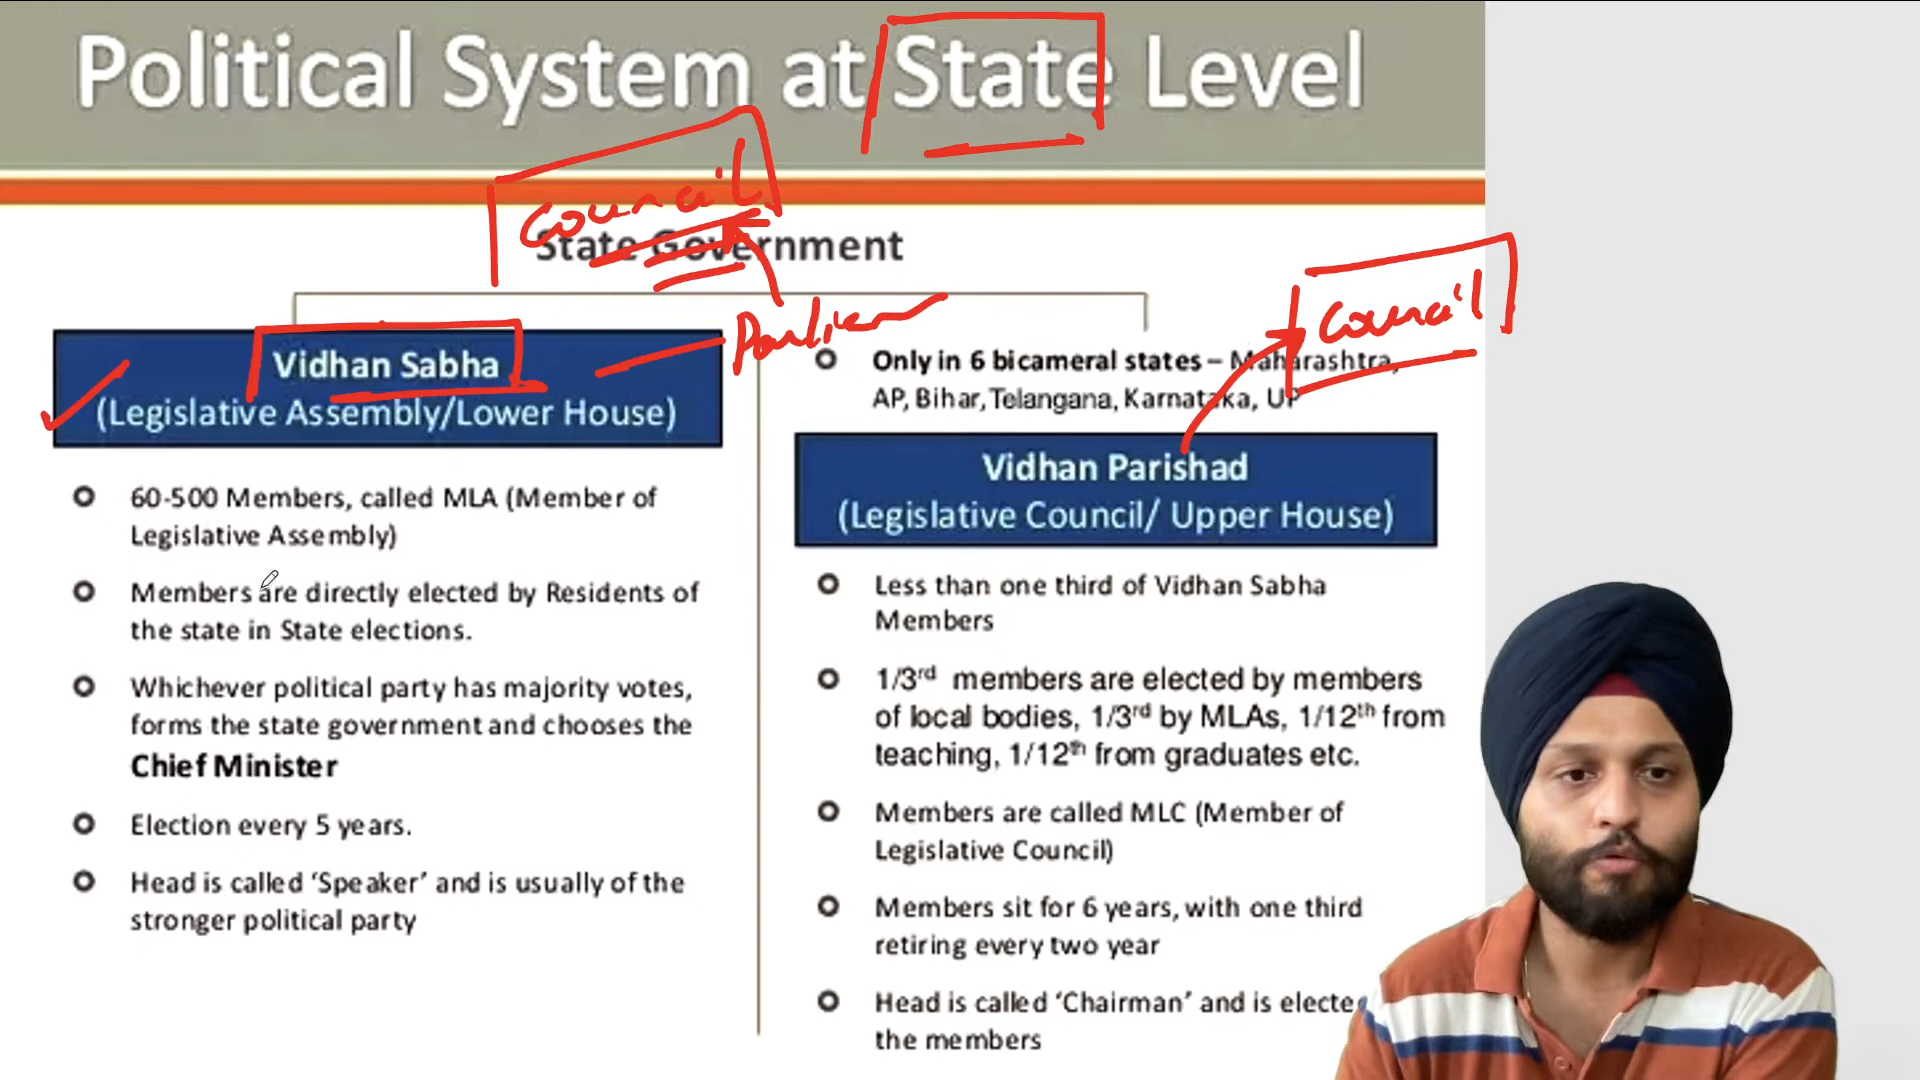 Political System at State Level
Council
State Government
Vidhan Sabha
(Legislative Assembly/Lower House)
60-500 Members, called MLA (Member of
Legislative Assembly)
Members are directly elected by Residents of
the state in State elections.
Whichever political party has majority votes,
forms the state government and chooses the
Chief Minister
Election every 5 years.
Head is called ‘Speaker’ and is usually of the
stronger political party
Council
Only in 6 bicameral states – Maharashtra,
AP, Bihar, Telangana, Karnataka, UP
Vidhan Parishad
(Legislative Council/ Upper House)
Less than one third of Vidhan Sabha
Members
1/3rd members are elected by members
of local bodies, 1/3rd by MLAs, 1/12th from
teaching, 1/12th from graduates etc.
Members are called MLC (Member of
Legislative Council)
Members sit for 6 years, with one third
retiring every two year
Head is called ‘Chairman’ and is electe
the members